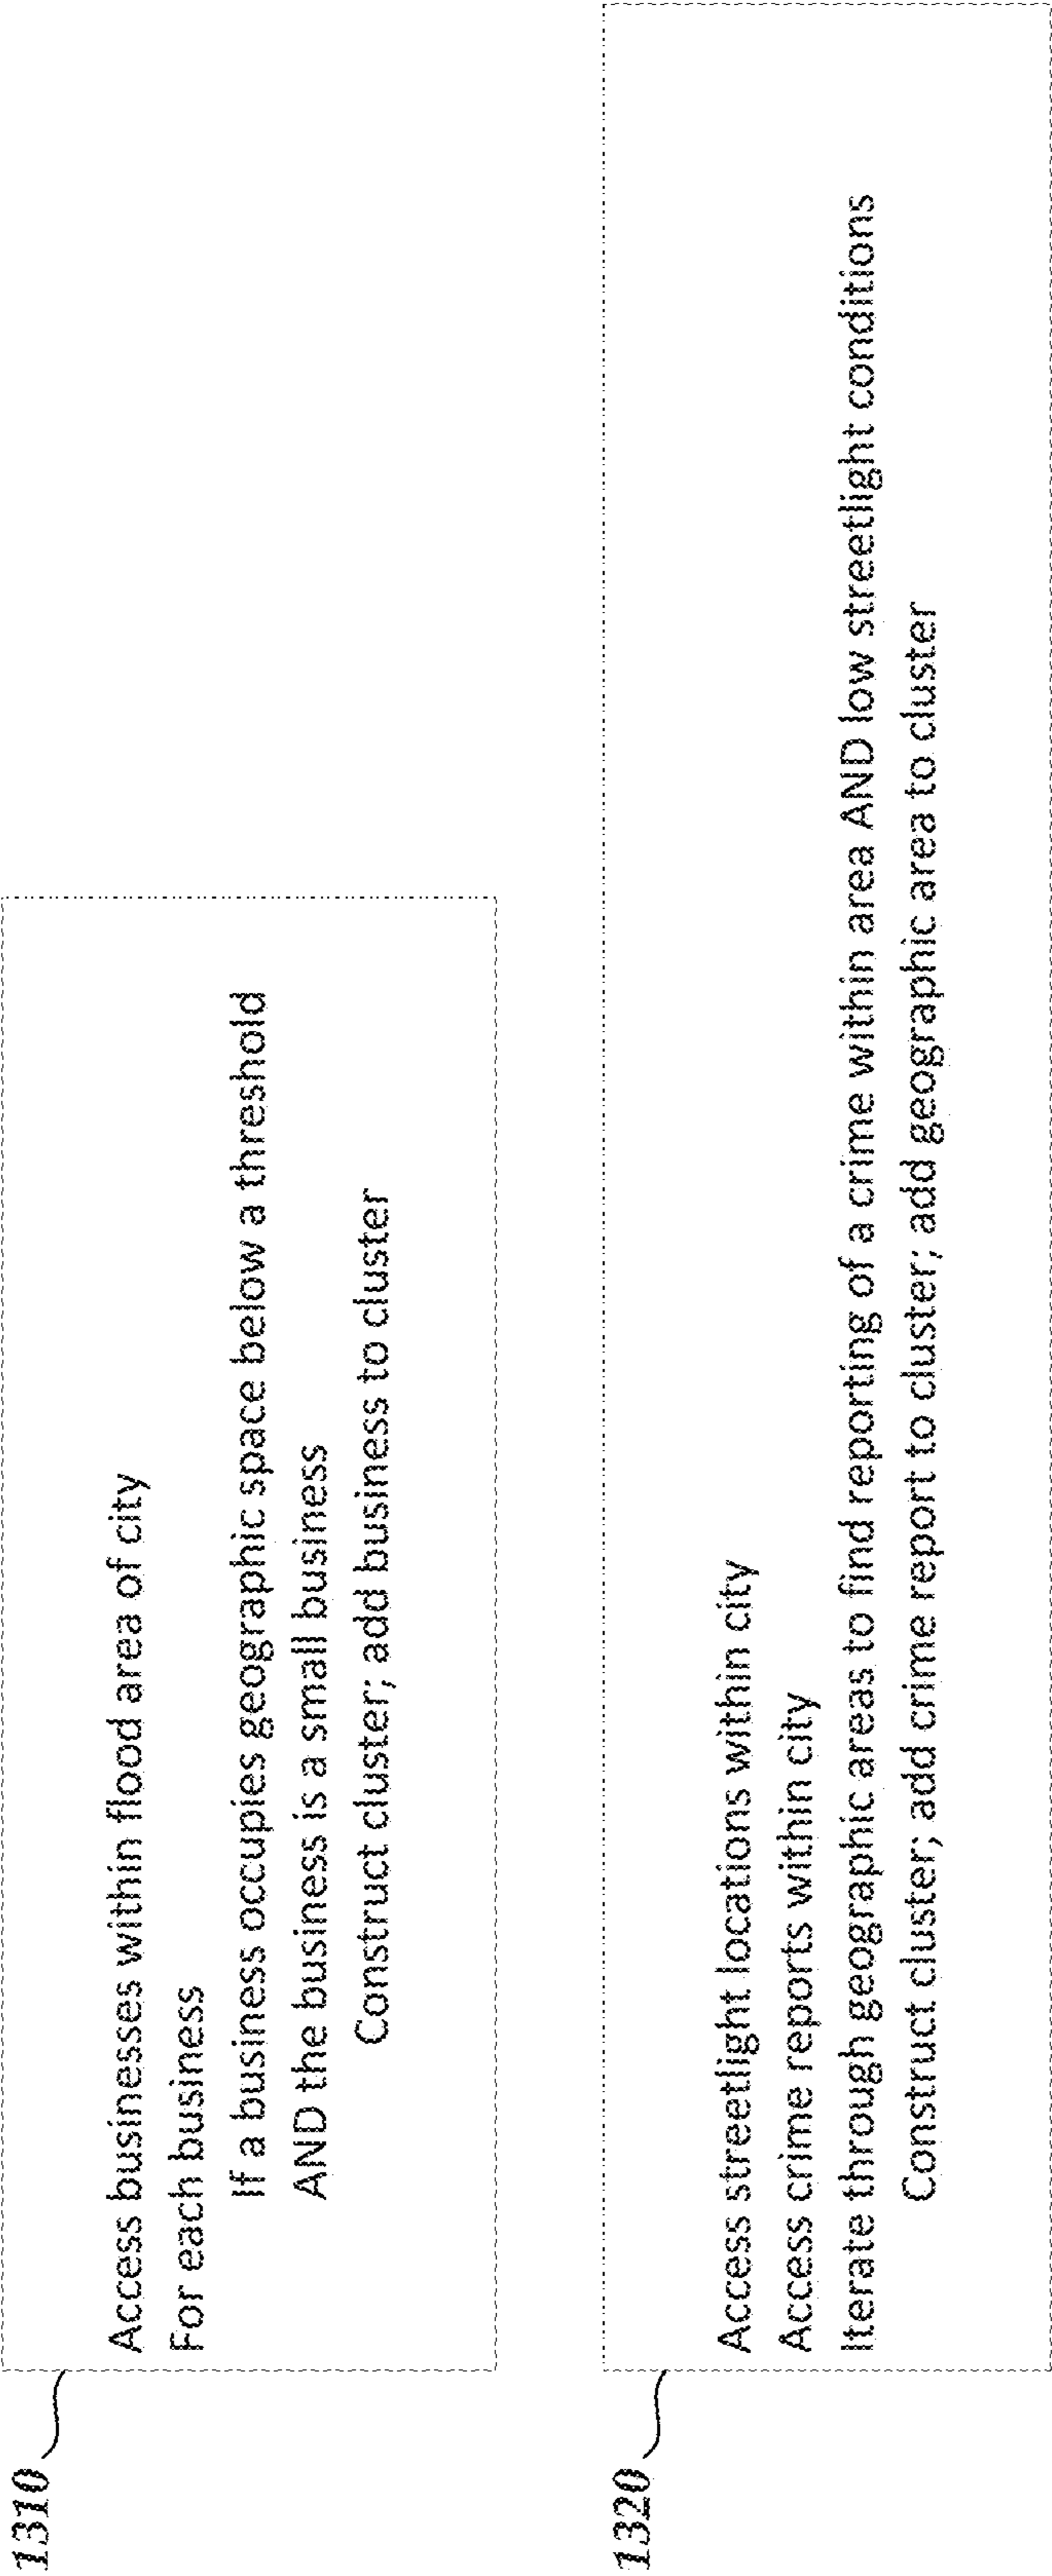 1310
Access businesses within flood area of city
For each business
If a business occupies geographic space below a threshold
AND the business is a small business
Construct cluster; add business to cluster
1320
Access streetlight locations within city
Access crime reports within city
Iterate through geographic areas to find reporting of a crime within area AND low streetlight conditions
Construct cluster; add crime report to cluster; add geographic area to cluster